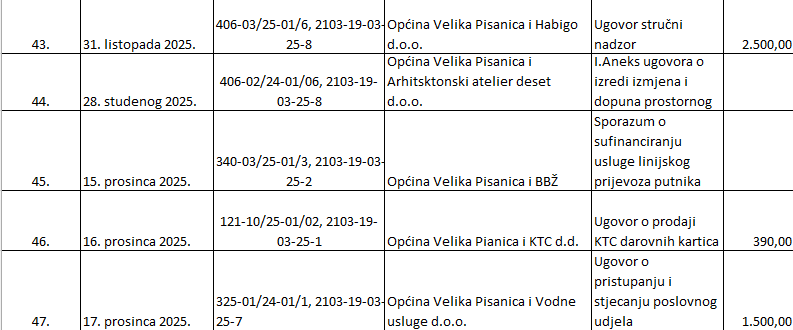 43.
31. listopada 2025.
406-03/25-01/6, 2103-19-03-
25-8
Općina Velika Pisanica i Habigo
d.o.o.
Ugovor stručni
nadzor
2.500,00
44.
28. studenog 2025.
406-02/24-01/06, 2103-19-
03-25-8
Općina Velika Pisanica i
Arhitsktonski atelier deset
d.o.o.
I.Aneks ugovora o
izredi izmjena i
dopuna prostornog
45.
15. prosinca 2025.
340-03/25-01/3, 2103-19-03-
25-2
Općina Velika Pisanica i BBŽ
Sporazum o
sufinanciranju
usluge linijskog
prijevoza putnika
46.
16. prosinca 2025.
121-10/25-01/02, 2103-19-
03-25-1
Općina Velika Pianica i KTC d.d.
Ugovor o prodaji
KTC darovnih kartica
390,00
47.
17. prosinca 2025.
325-01/24-01/1, 2103-19-03-
25-7
Općina Velika Pisanica i Vodne
usluge d.o.o.
Ugovor o
pristupanju i
stjecanju poslovnog
udjela
1.500,00